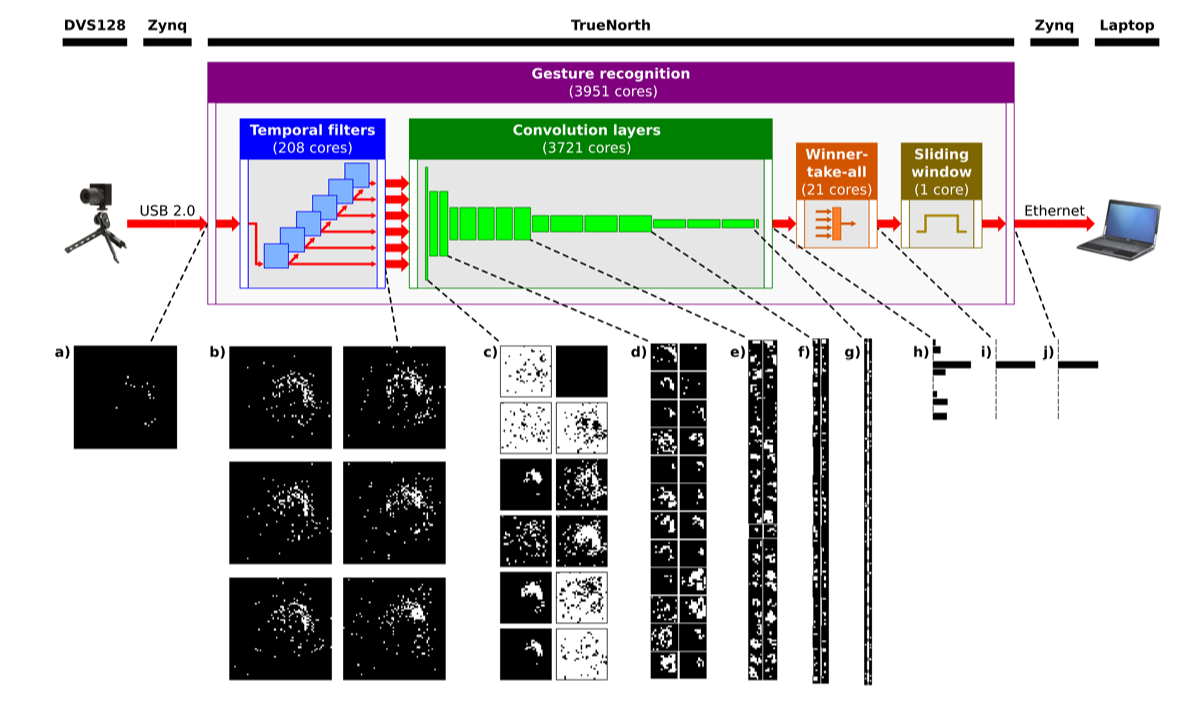 DVS128 Zynq TrueNorth Zynq Laptop
Gesture recognition
(3951 cores)
Temporal filters
(208 cores)
Convolution layers
(3721 cores)
Winner-
take-all
(21 cores)
Sliding
window
(1 core)
USB 2.0
Ethernet
a) b) c) d) e) f) g) h) i) j)